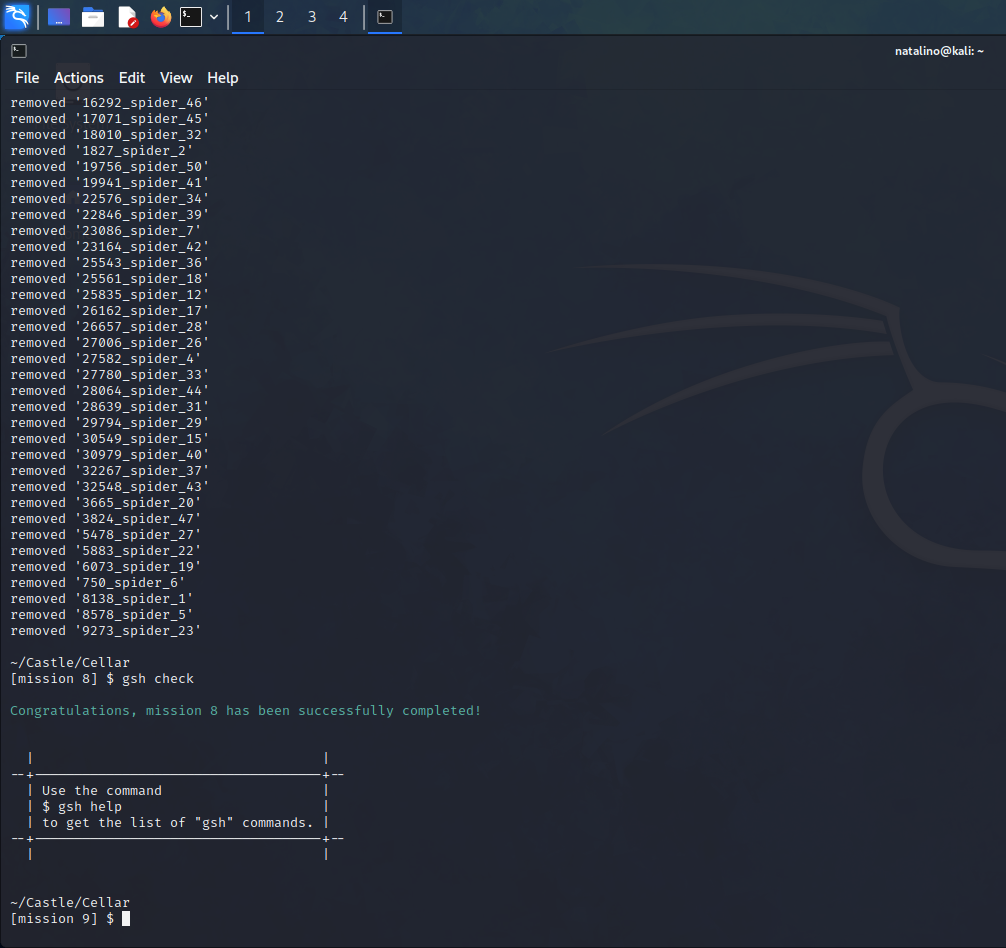 1 2 3 4
natalino@kali: ~
File Actions Edit View Help
removed '16292_spider_46'
removed '17071_spider_45'
removed '18010_spider_32'
removed '1827_spider_2'
removed '19756_spider_50'
removed '19941_spider_41'
removed '22576_spider_34'
removed '22846_spider_39'
removed '23086_spider_7'
removed '23164_spider_42'
removed '25543_spider_36'
removed '25561_spider_18'
removed '25835_spider_12'
removed '26162_spider_17'
removed '26657_spider_28'
removed '27006_spider_26'
removed '27582_spider_4'
removed '27780_spider_33'
removed '28064_spider_44'
removed '28639_spider_31'
removed '29794_spider_29'
removed '30549_spider_15'
removed '30979_spider_40'
removed '32267_spider_37'
removed '32548_spider_43'
removed '3665_spider_20'
removed '3824_spider_47'
removed '5478_spider_27'
removed '5883_spider_22'
removed '6073_spider_19'
removed '750_spider_6'
removed '8138_spider_1'
removed '8578_spider_5'
removed '9273_spider_23'
~/Castle/Cellar
[mission 8] $ gsh check
Congratulations, mission 8 has been successfully completed!
Use the command
$ gsh help
to get the list of "gsh" commands.
~/Castle/Cellar
[mission 9] $